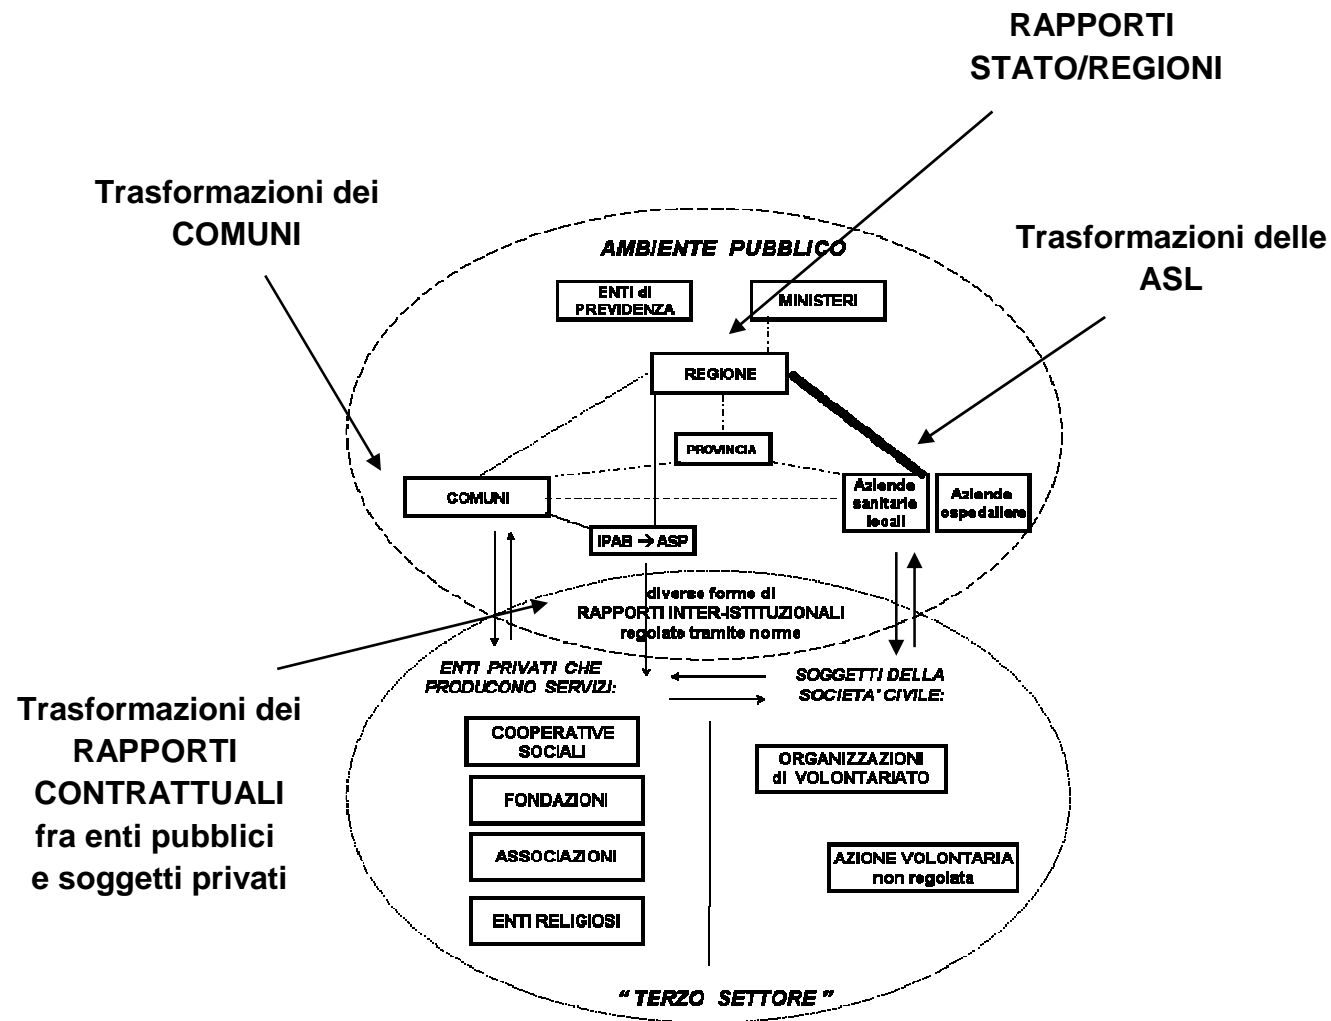 RAPPORTI
STATO/REGIONI
Trasformazioni dei
COMUNI
Trasformazioni delle
ASL
AMBIENTE PUBBLICO
ENTI di
PREVIDENZA
MINISTERI
REGIONE
PROVINCIA
COMUNI
Aziende
sanitarie
locali
Aziende
ospedaliere
IPAB → ASP
diverse forme di
RAPPORTI INTER-ISTITUZIONALI
regolate tramite norme
ENTI PRIVATI CHE
PRODUCONO SERVIZI:
SOGGETTI DELLA
SOCIETA' CIVILE:
Trasformazioni dei
RAPPORTI
CONTRATTUALI
fra enti pubblici
e soggetti privati
COOPERATIVE
SOCIALI
FONDAZIONI
ASSOCIAZIONI
ENTI RELIGIOSI
ORGANIZZAZIONI
di VOLONTARIATO
AZIONE VOLONTARIA
non regolata
" TERZO SETTORE "